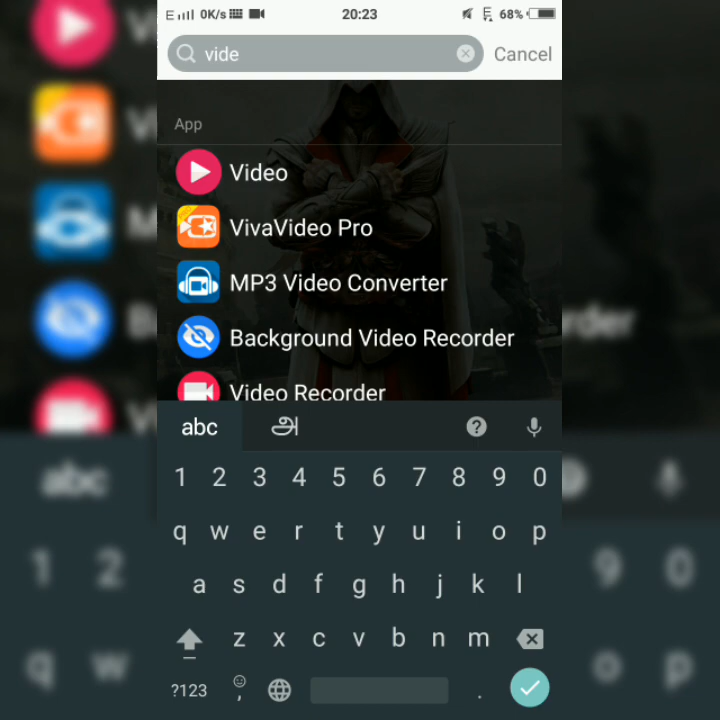 E 0K/s 20:23 E 68%
vide Cancel
App
Video
VivaVideo Pro
MP3 Video Converter
Background Video Recorder
Video Recorder
abc அ
1 2 3 4 5 6 7 8 9 0
q w e r t y u i o p
a s d f g h j k l
z x c v b n m
?123 , .